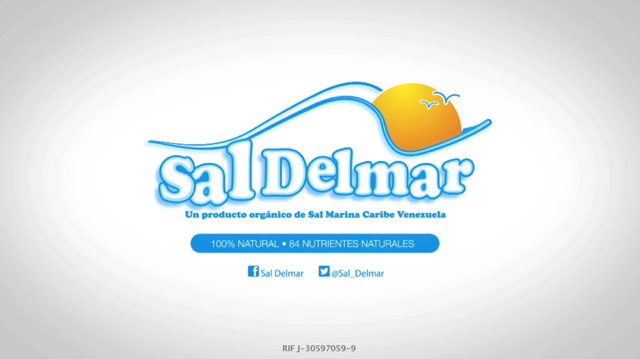 Sal Delmar
Un producto orgánico de Sal Marina Caribe Venezuela
100% NATURAL • 84 NUTRIENTES NATURALES
Sal Delmar @Sal_Delmar
RIF J-30597059-9